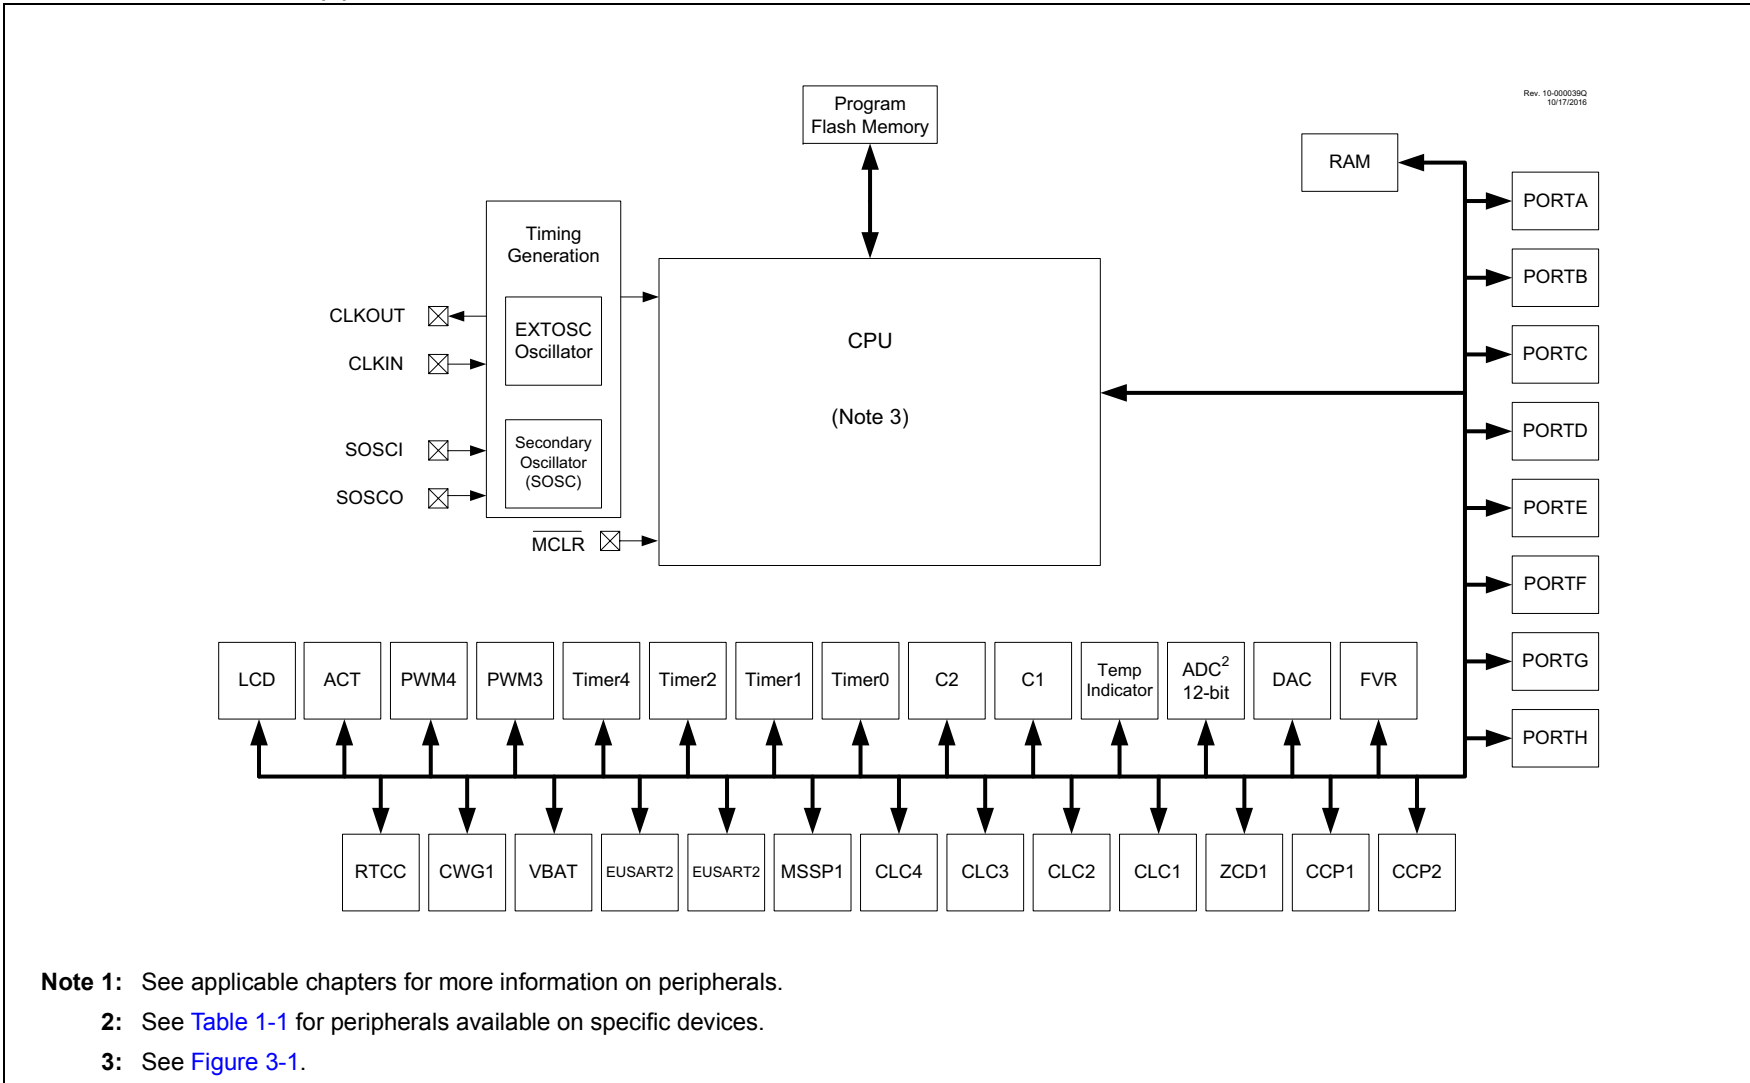 Rev. 10-000039Q
10/17/2016
Program
Flash Memory
RAM
PORTA
PORTB
PORTC
PORTD
PORTE
PORTF
PORTG
PORTH
Timing
Generation
EXTOSC
Oscillator
Secondary
Oscillator
(SOSC)
CLKOUT
CLKIN
SOSCI
SOSCO
MCLR
CPU
(Note 3)
LCD
ACT
PWM4
PWM3
Timer4
Timer2
Timer1
Timer0
C2
C1
Temp
Indicator
ADC2
12-bit
DAC
FVR
RTCC
CWG1
VBAT
EUSART2
EUSART2
MSSP1
CLC4
CLC3
CLC2
CLC1
ZCD1
CCP1
CCP2
Note 1: See applicable chapters for more information on peripherals.
2: See Table 1-1 for peripherals available on specific devices.
3: See Figure 3-1.